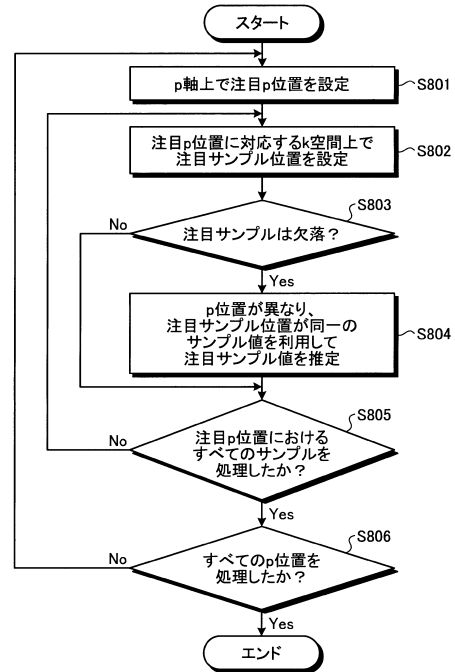 スタート
p軸上で注目p位置を設定
S801
注目p位置に対応するk空間上で
注目サンプル位置を設定
S802
S803
No
注目サンプルは欠落?
Yes
p位置が異なり、
注目サンプル位置が同一の
サンプル値を利用して
注目サンプル値を推定
S804
S805
No
注目p位置における
すべてのサンプルを
処理したか?
Yes
S806
No
すべてのp位置を
処理したか?
Yes
エンド